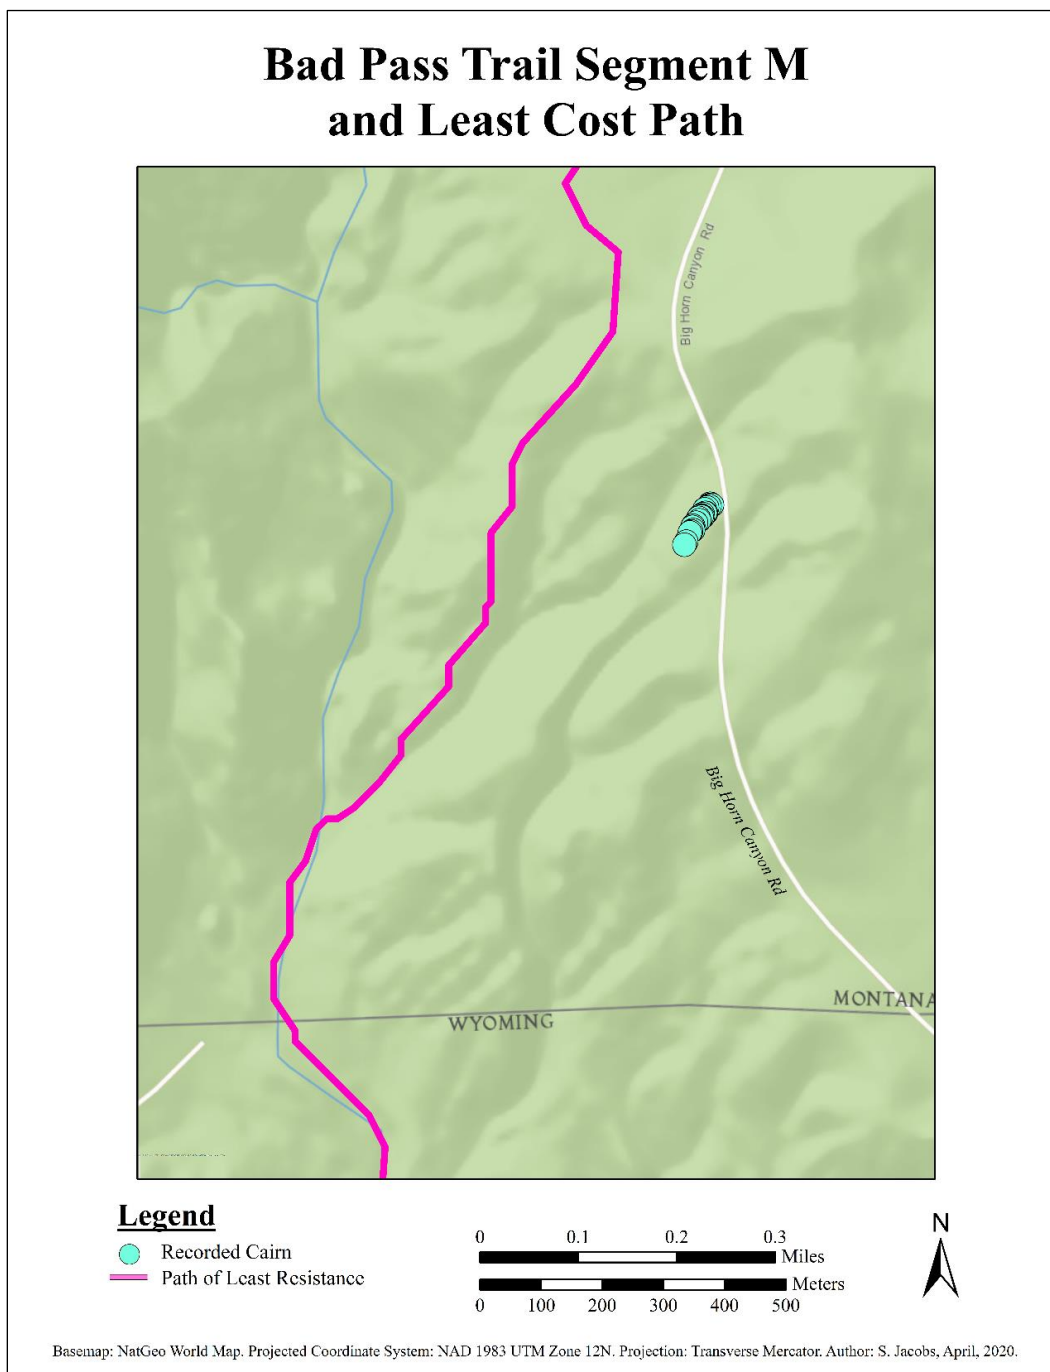 Bad Pass Trail Segment M
and Least Cost Path
Big Horn Canyon Rd
Big Horn Canyon Rd
MONTANA
WYOMING
Legend
Recorded Cairn
Path of Least Resistance
0 0.1 0.2 0.3
Miles
Meters
0 100 200 300 400 500
N
Basemap: NatGeo World Map. Projected Coordinate System: NAD 1983 UTM Zone 12N. Projection: Transverse Mercator. Author: S. Jacobs, April, 2020.